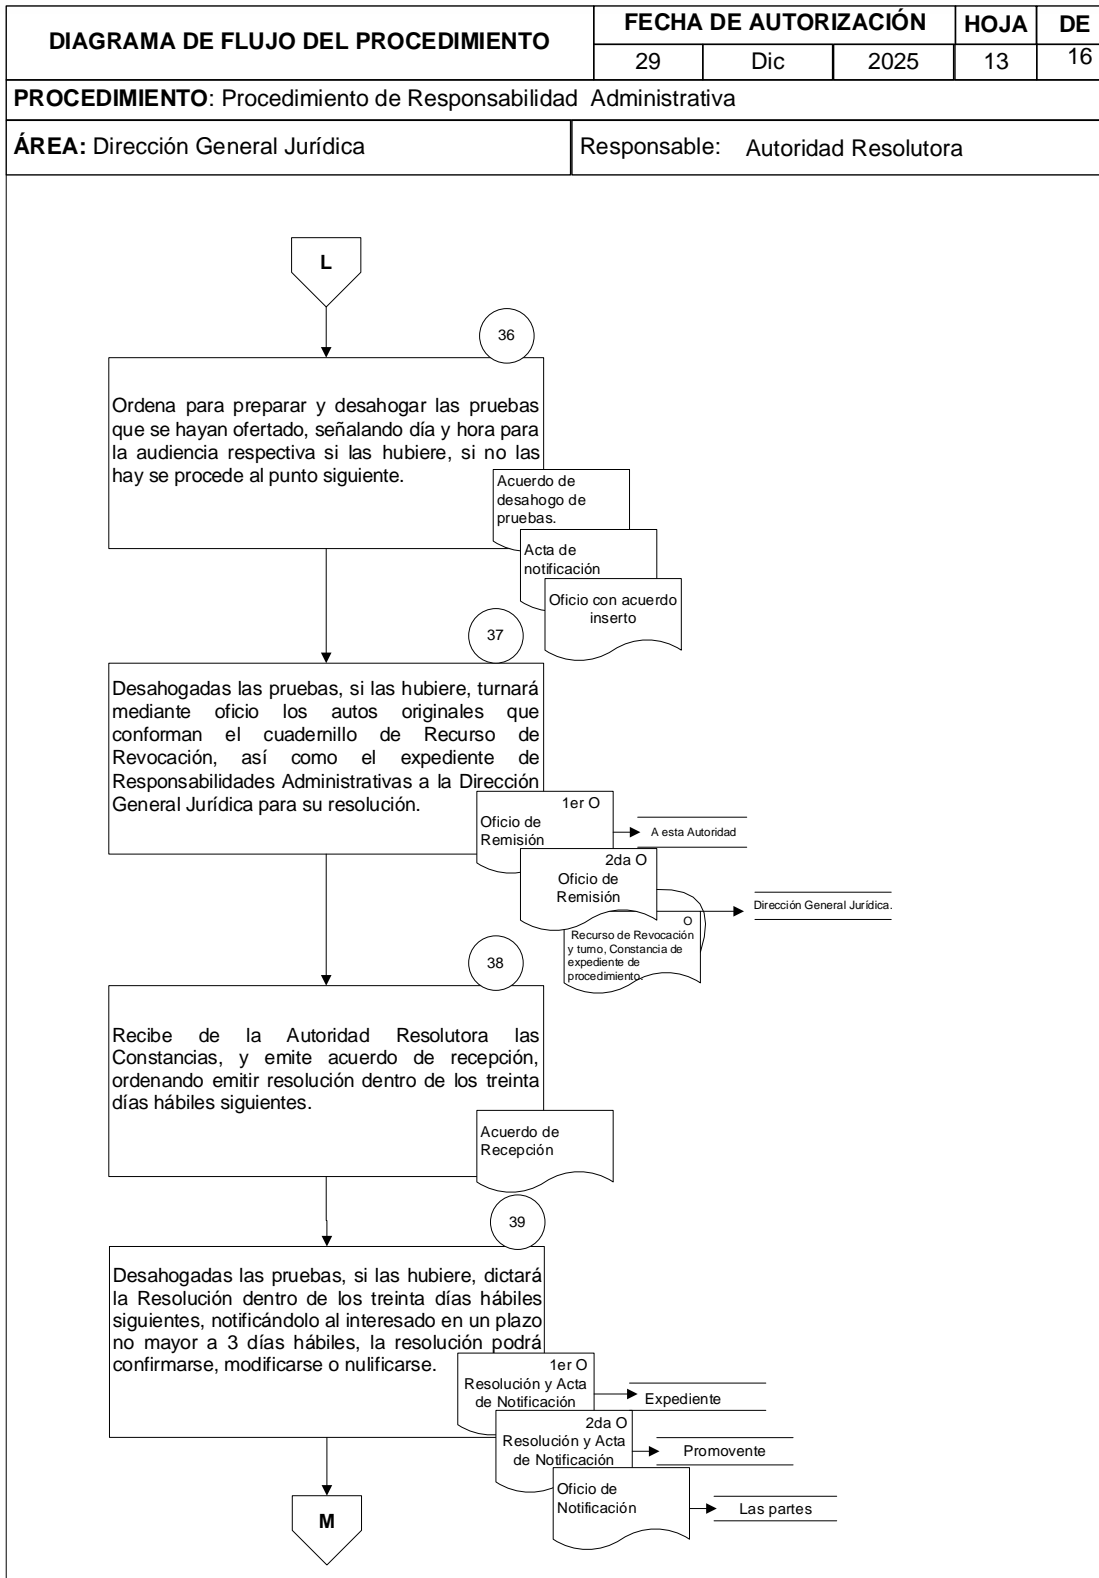 DIAGRAMA DE FLUJO DEL PROCEDIMIENTO
FECHA DE AUTORIZACIÓN
HOJA
DE
29
Dic
2025
13
16
PROCEDIMIENTO: Procedimiento de Responsabilidad Administrativa
ÁREA: Dirección General Jurídica
Responsable: Autoridad Resolutora
L
36
Ordena para preparar y desahogar las pruebas
que se hayan ofertado, señalando día y hora para
la audiencia respectiva si las hubiere, si no las
hay se procede al punto siguiente.
Acuerdo de
desahogo de
pruebas.
Acta de
notificación
Oficio con acuerdo
inserto
37
Desahogadas las pruebas, si las hubiere, turnará
mediante oficio los autos originales que
conforman el cuadernillo de Recurso de
Revocación, así como el expediente de
Responsabilidades Administrativas a la Dirección
General Jurídica para su resolución.
1er O
Oficio de
Remisión
A esta Autoridad
2da O
Oficio de
Remisión
Dirección General Jurídica.
O
Recurso de Revocación
y turno, Constancia de
expediente de
procedimiento.
38
Recibe de la Autoridad Resolutora las
Constancias, y emite acuerdo de recepción,
ordenando emitir resolución dentro de los treinta
días hábiles siguientes.
Acuerdo de
Recepción
39
Desahogadas las pruebas, si las hubiere, dictará
la Resolución dentro de los treinta días hábiles
siguientes, notificándolo al interesado en un plazo
no mayor a 3 días hábiles, la resolución podrá
confirmarse, modificarse o nulificarse.
1er O
Resolución y Acta
de Notificación
Expediente
2da O
Resolución y Acta
de Notificación
Promovente
Oficio de
Notificación
Las partes
M